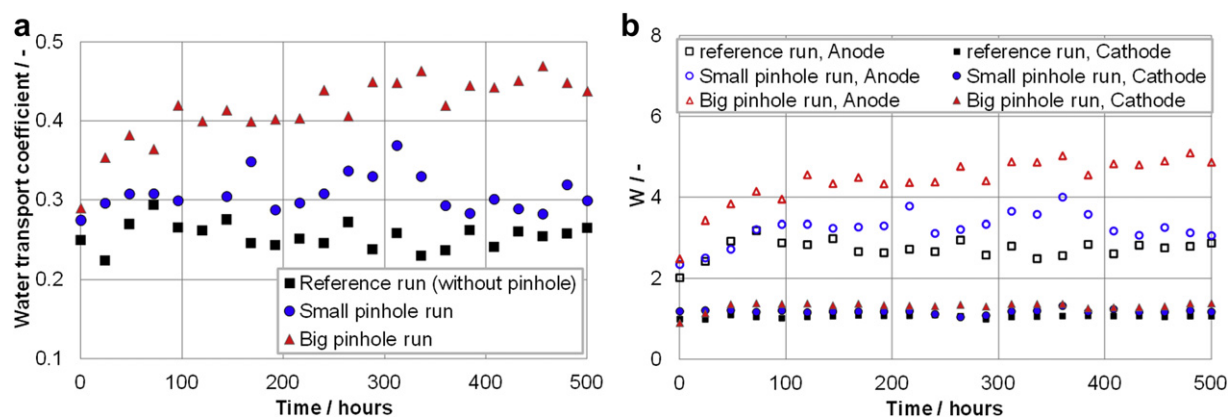 a
Water transport coefficient / -
0.5
0.4
0.3
0.2
0.1
Reference run (without pinhole)
Small pinhole run
Big pinhole run
0 100 200 300 400 500
Time / hours
b
W / -
8
6
4
2
0
reference run, Anode
reference run, Cathode
Small pinhole run, Anode
Small pinhole run, Cathode
Big pinhole run, Anode
Big pinhole run, Cathode
0 100 200 300 400 500
Time / hours